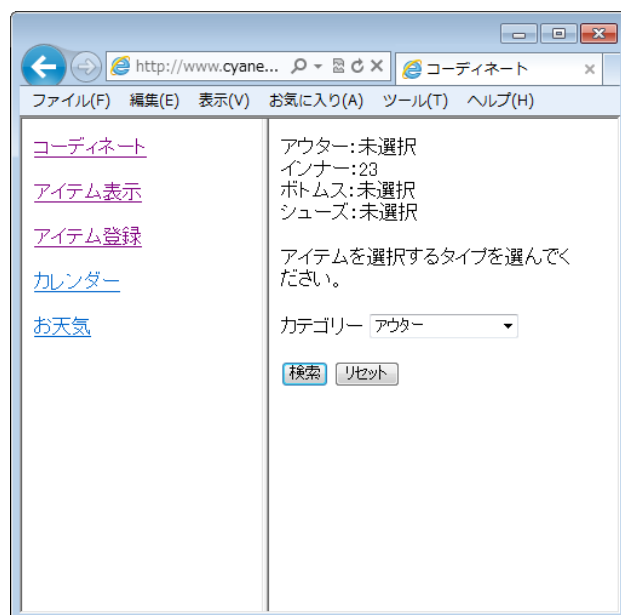 http://www.cyane...
コーディネート
ファイル(F) 編集(E) 表示(V) お気に入り(A) ツール(T) ヘルプ(H)
コーディネート
アイテム表示
アイテム登録
カレンダー
お天気
アウター:未選択
インナー:23
ボトムス:未選択
シューズ:未選択
アイテムを選択するタイプを選んでく
ださい。
カテゴリー アウター
検索 リセット